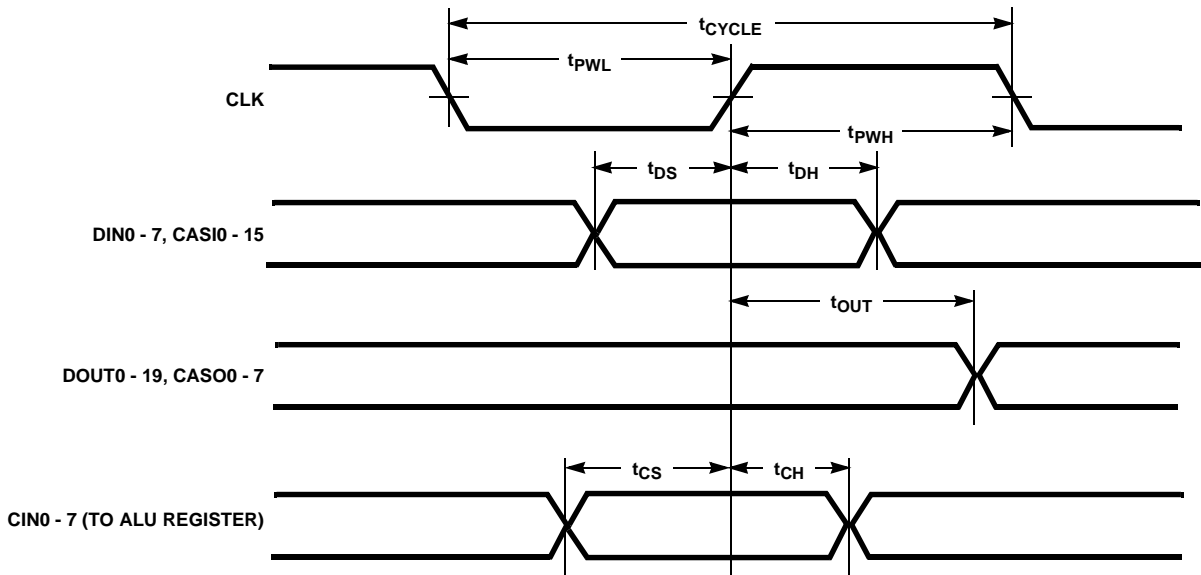 tCYCLE
tPWL
CLK
tPWH
tDS
tDH
DIN0 - 7, CASI0 - 15
tOUT
DOUT0 - 19, CASO0 - 7
tCS
tCH
CIN0 - 7 (TO ALU REGISTER)